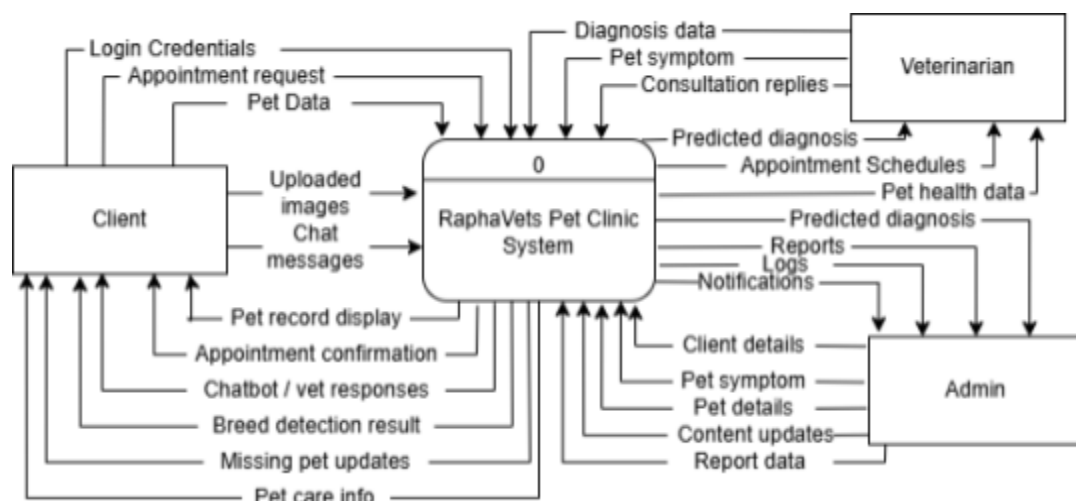 Login Credentials
Appointment request
Pet Data
Diagnosis data
Pet symptom
Consultation replies
Veterinarian
Predicted diagnosis
Appointment Schedules
Pet health data
Client
Uploaded
images
Chat
messages
0
RaphaVets Pet Clinic
System
Predicted diagnosis
Reports
Logs
Notifications
Pet record display
Appointment confirmation
Chatbot / vet responses
Breed detection result
Missing pet updates
Pet care info
Client details
Pet symptom
Pet details
Content updates
Report data
Admin